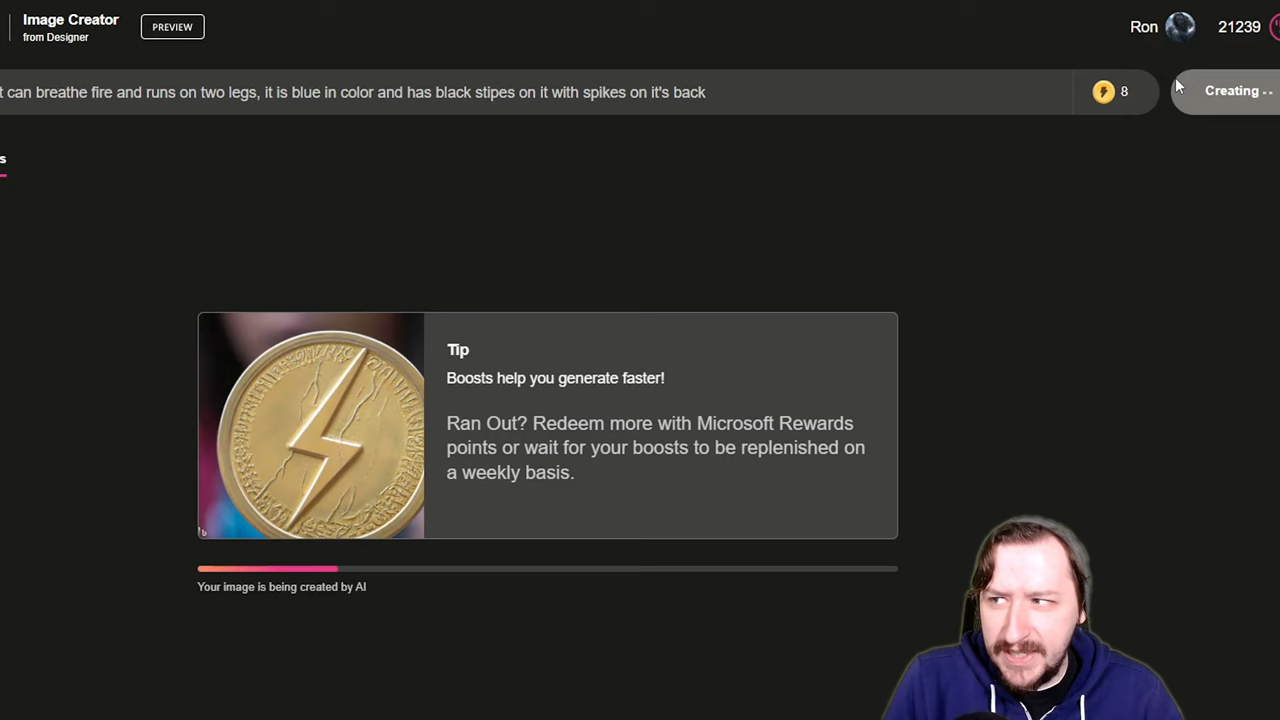 Image Creator
from Designer
PREVIEW
Ron
21239
t can breathe fire and runs on two legs, it is blue in color and has black stipes on it with spikes on it's back
8
Creating
s
Tip
Boosts help you generate faster!
Ran Out? Redeem more with Microsoft Rewards
points or wait for your boosts to be replenished on
a weekly basis.
Your image is being created by AI